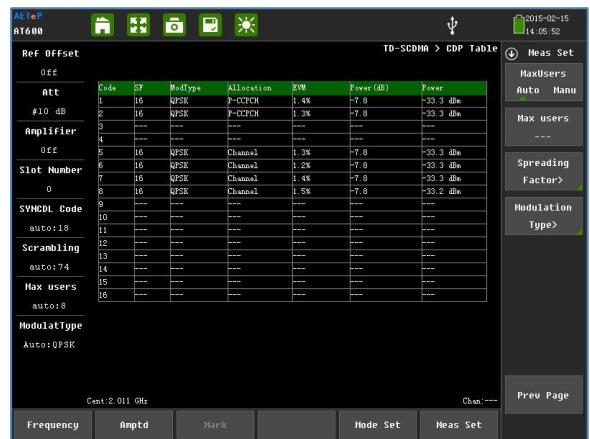 AETeP
AT600
2015-02-15
14:05:52
Ref Offset
Off
Att
#10 dB
Amplifier
Off
Slot Number
0
SYNCDL Code
auto:18
Scrambling
auto:74
Max users
auto:8
ModulatType
Auto:QPSK
TD-SCDMA > CDP Table
Code SF ModType Allocation EVM Power(dB) Power
1 16 QPSK P-CCPCH 1.4% -7.8 -33.3 dBm
2 16 QPSK P-CCPCH 1.3% -7.8 -33.3 dBm
3 --- --- --- --- --- ---
4 --- --- --- --- --- ---
5 16 QPSK Channel 1.3% -7.8 -33.3 dBm
6 16 QPSK Channel 1.2% -7.8 -33.3 dBm
7 16 QPSK Channel 1.4% -7.8 -33.3 dBm
8 16 QPSK Channel 1.5% -7.8 -33.2 dBm
9 --- --- --- --- --- ---
10 --- --- --- --- --- ---
11 --- --- --- --- --- ---
12 --- --- --- --- --- ---
13 --- --- --- --- --- ---
14 --- --- --- --- --- ---
15 --- --- --- --- --- ---
16 --- --- --- --- --- ---
Cent:2.011 GHz Chan:---
Meas Set
MaxUsers
Auto Manu
Max users
---
Spreading
Factor>
Modulation
Type>
Prev Page
Frequency Amptd Mark Mode Set Meas Set